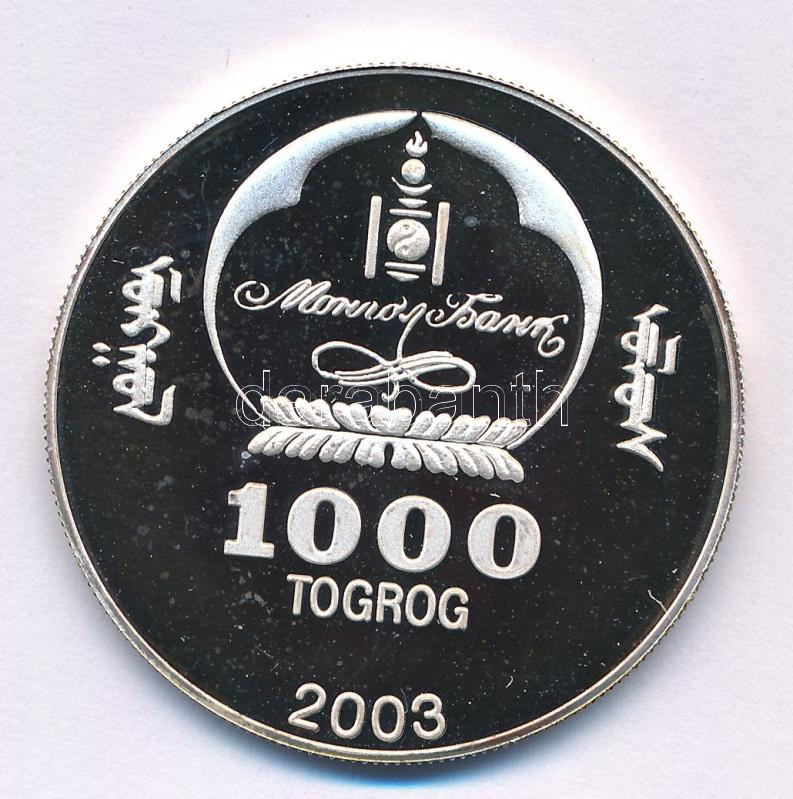 Монгол Банк
1000
TOGROG
2003
darabanth